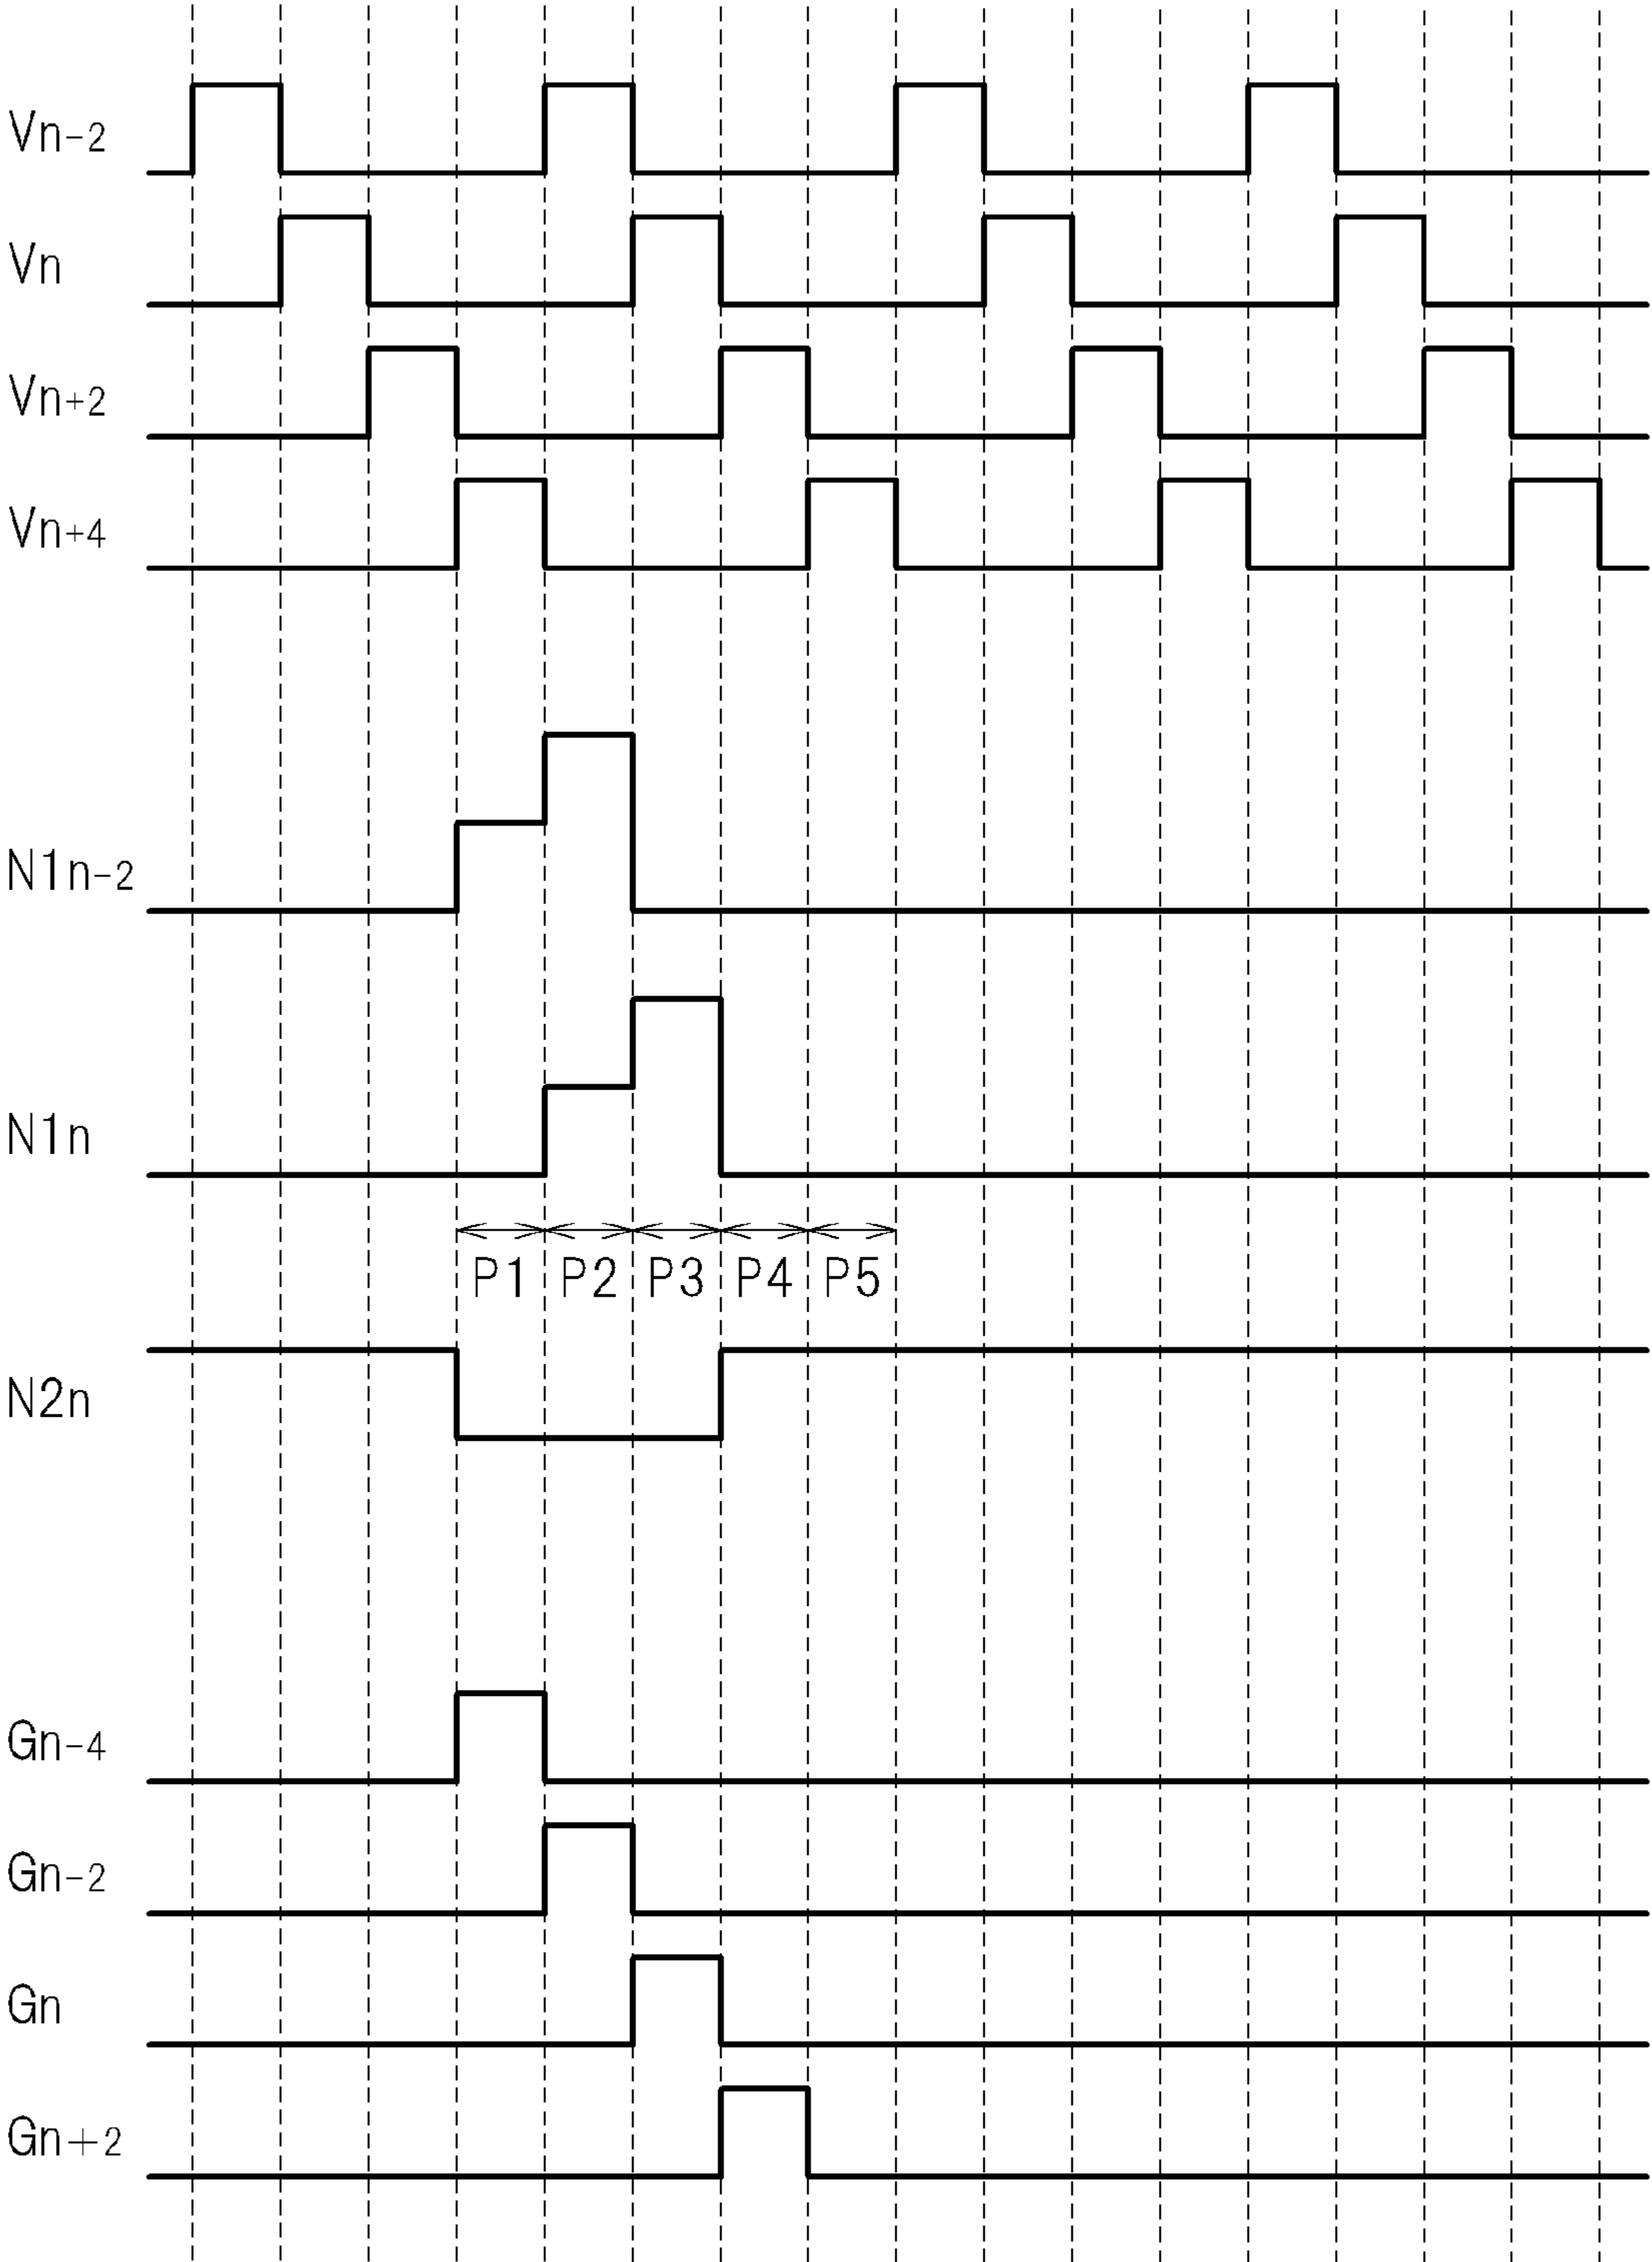 Vn-2
Vn
Vn+2
Vn+4
N1n-2
N1n
P1 P2 P3 P4 P5
N2n
Gn-4
Gn-2
Gn
Gn+2